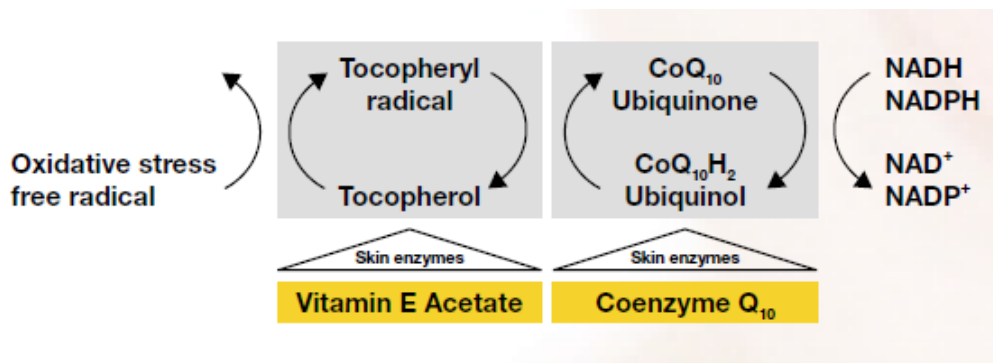 Oxidative stress
free radical
Tocopheryl
radical
Tocopherol
CoQ₁₀
Ubiquinone
CoQ₁₀H₂
Ubiquinol
NADH
NADPH
NAD⁺
NADP⁺
Skin enzymes
Skin enzymes
Vitamin E Acetate
Coenzyme Q₁₀